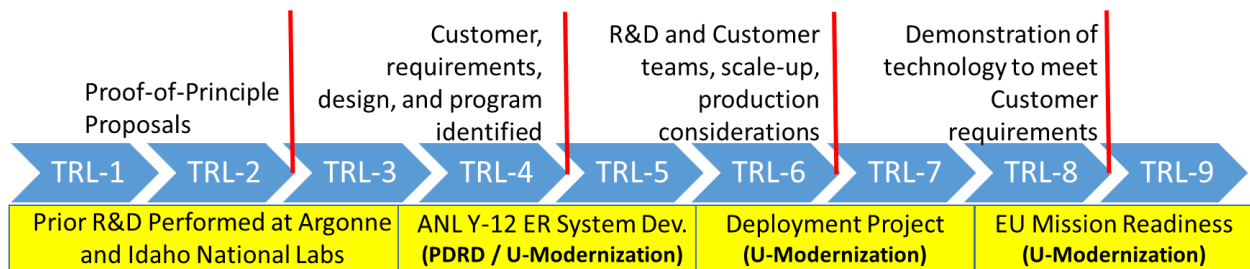 Proof-of-Principle
Proposals
Customer,
requirements,
design, and program
identified
R&D and Customer
teams, scale-up,
production
considerations
Demonstration of
technology to meet
Customer
requirements
TRL-1
TRL-2
TRL-3
TRL-4
TRL-5
TRL-6
TRL-7
TRL-8
TRL-9
Prior R&D Performed at Argonne
and Idaho National Labs
ANL Y-12 ER System Dev.
(PDRD / U-Modernization)
Deployment Project
(U-Modernization)
EU Mission Readiness
(U-Modernization)